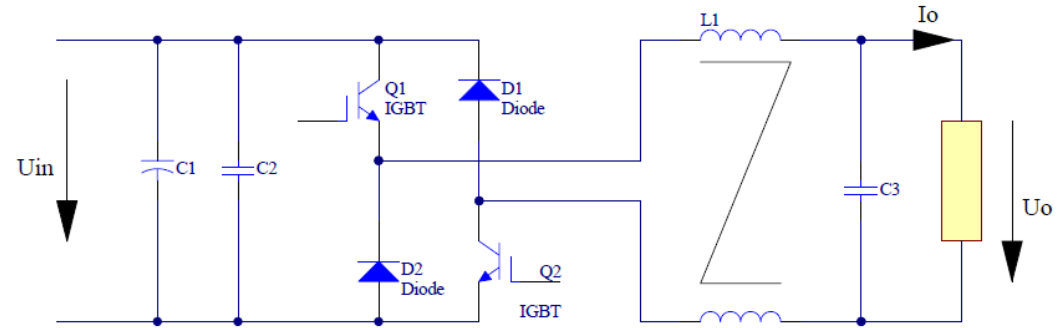 L1
Io
Q1
IGBT
D1
Diode
Uin
C1
C2
C3
Uo
D2
Diode
Q2
IGBT